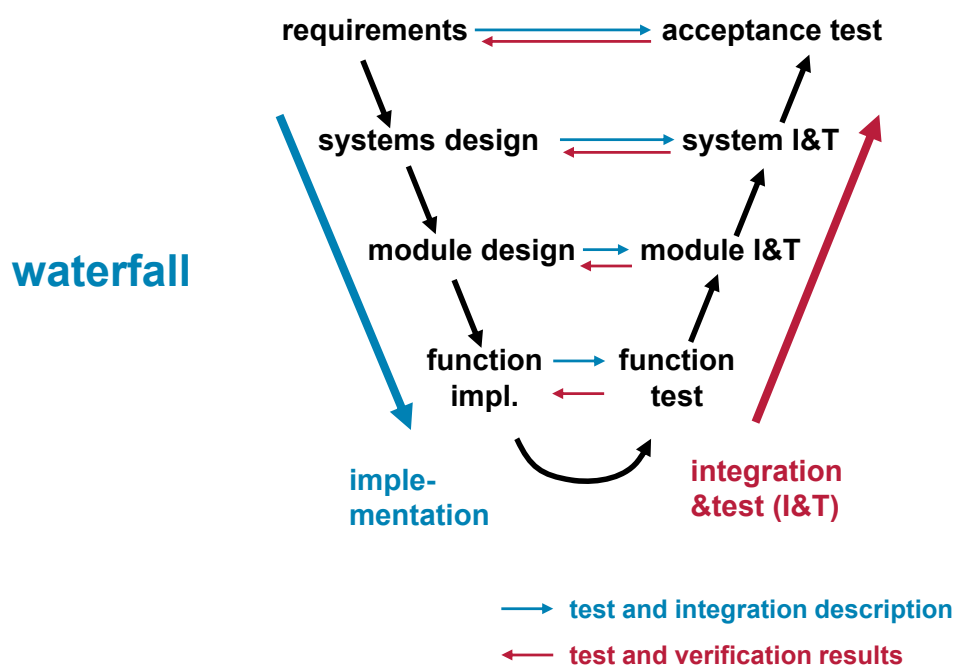 requirements
acceptance test
systems design
system I&T
module design
module I&T
waterfall
function
impl.
function
test
imple-
mentation
integration
&test (I&T)
test and integration description
test and verification results